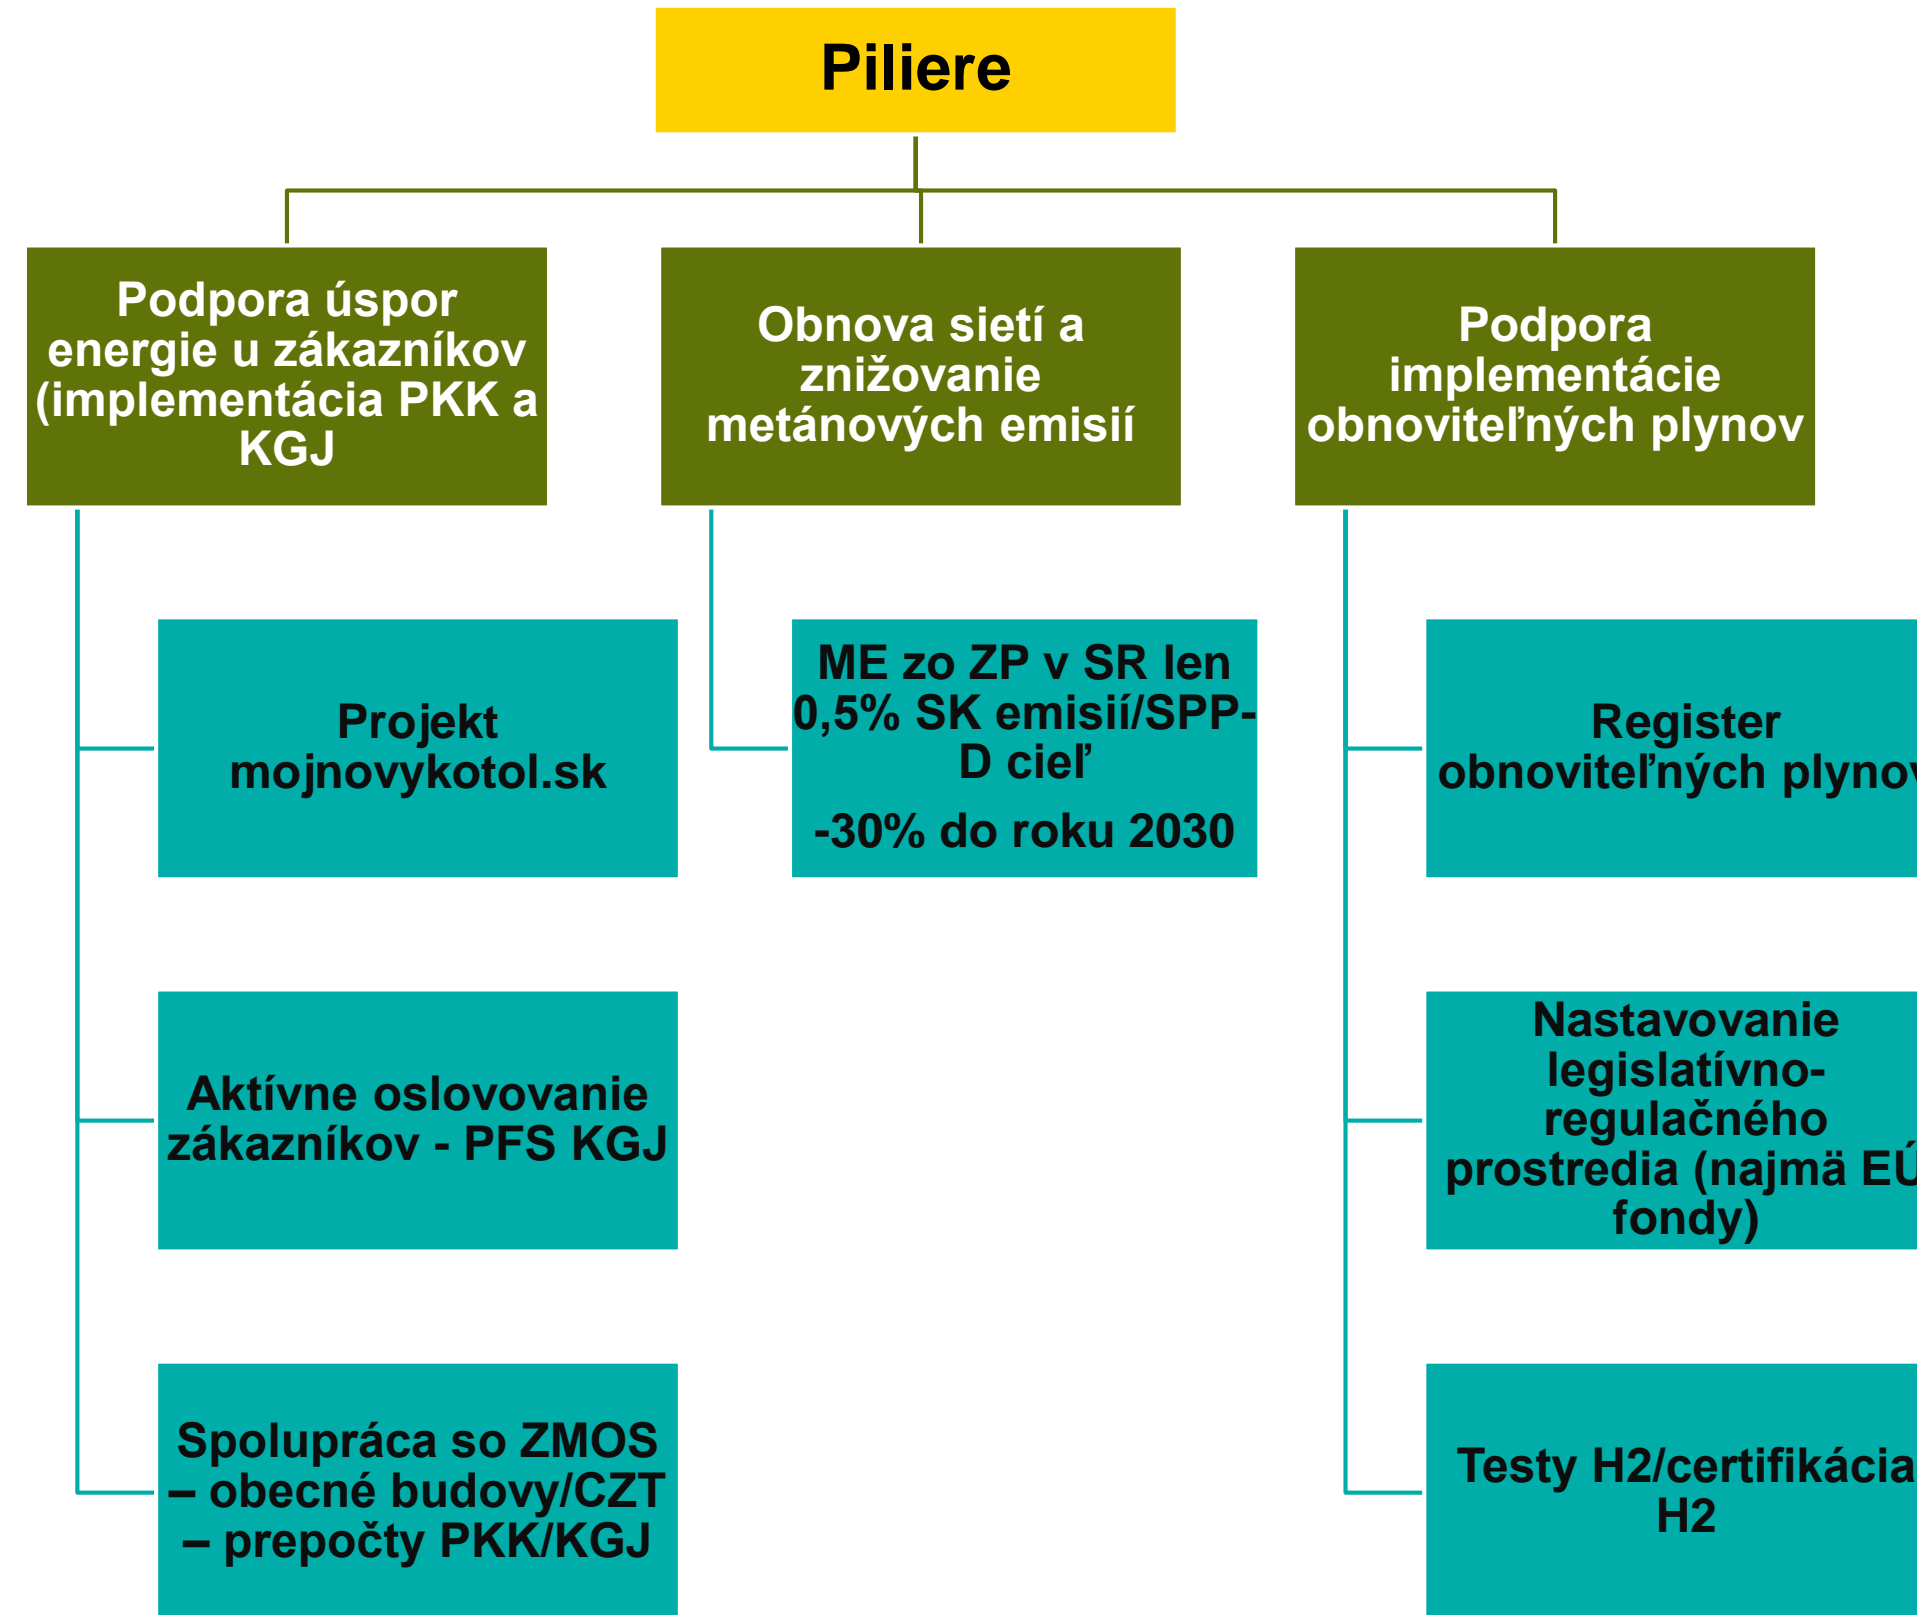 Piliere
Podpora úspor
energie u zákazníkov
(implementácia PKK a
KGJ
Obnova sietí a
znižovanie
metánových emisií
Podpora
implementácie
obnoviteľných plynov
Projekt
mojnovykotol.sk
ME zo ZP v SR len
0,5% SK emisií/SPP-
D cieľ
-30% do roku 2030
Register
obnoviteľných plynov
Aktívne oslovovanie
zákazníkov - PFS KGJ
Nastavovanie
legislatívno-
regulačného
prostredia (najmä EÚ
fondy)
Spolupráca so ZMOS
– obecné budovy/CZT
– prepočty PKK/KGJ
Testy H2/certifikácia
H2